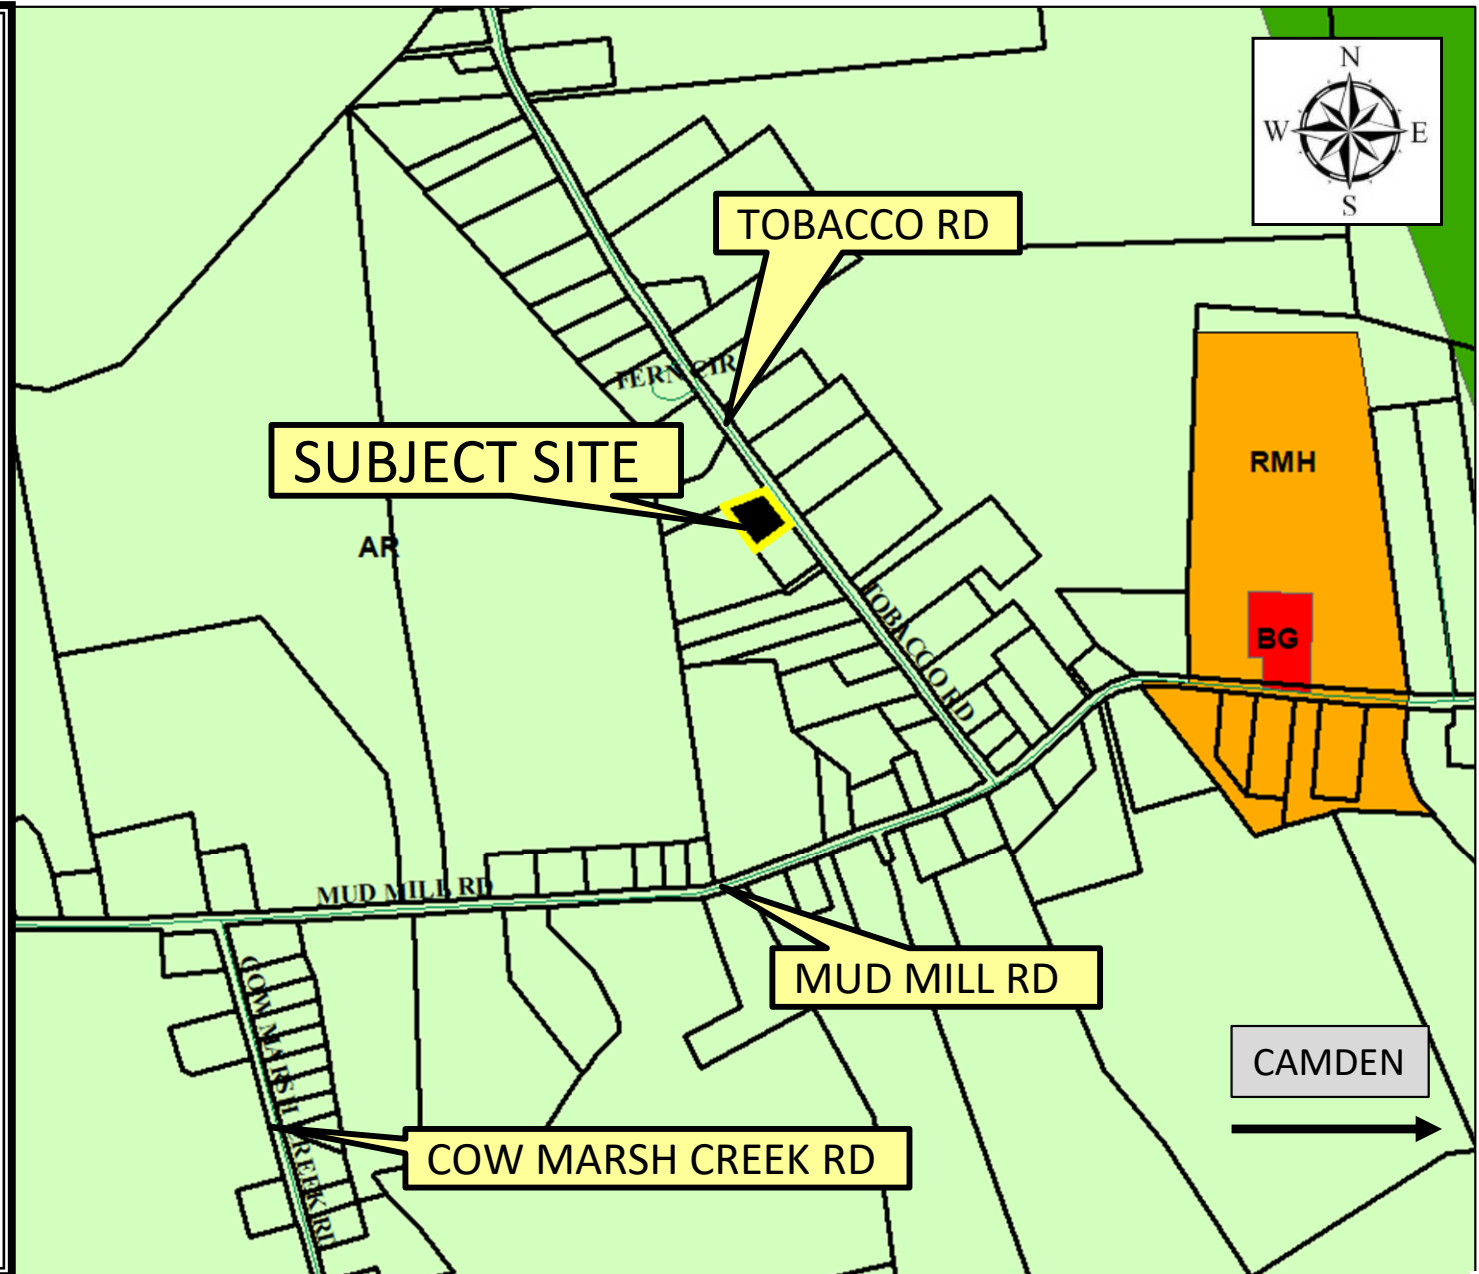 N
W E
S
TOBACCO RD
FERN CIR
SUBJECT SITE
RMH
AR
TOBACCO RD
BG
MUD MILL RD
MUD MILL RD
COW MARSH CREEK RD
CAMDEN
COW MARSH CREEK RD